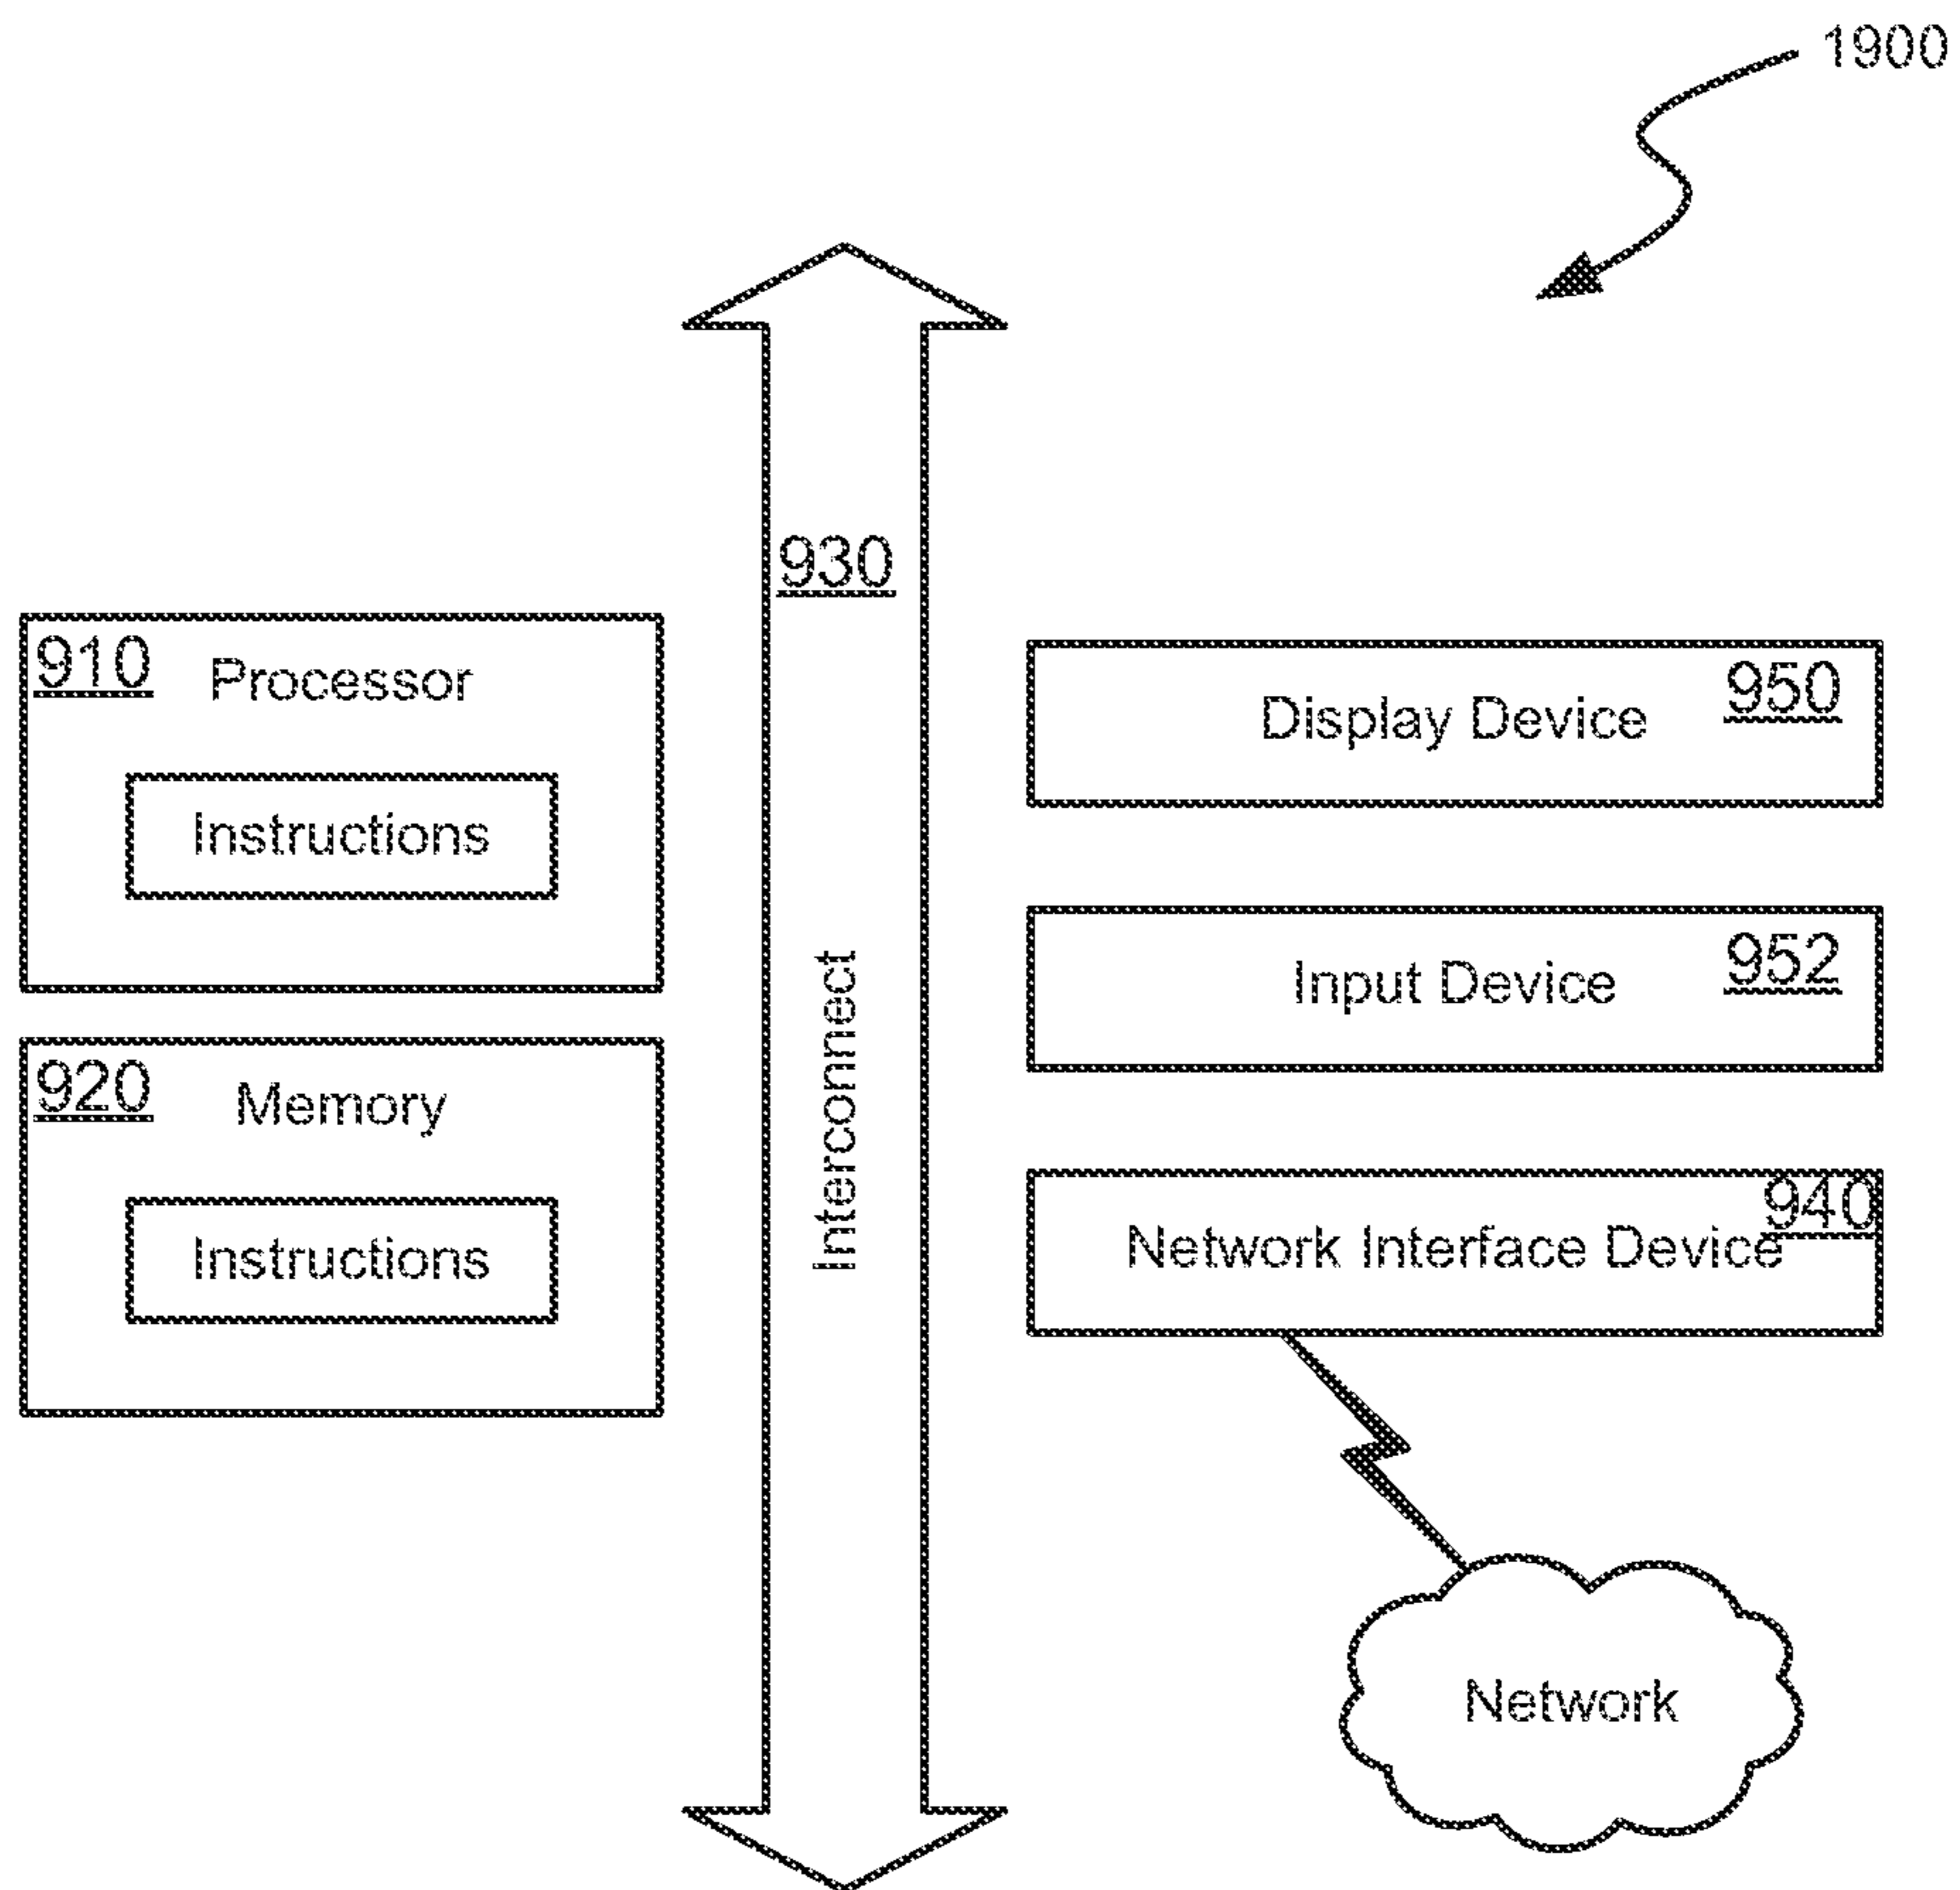 1900
930
910
Processor
Instructions
920
Memory
Instructions
Interconnect
Display Device 950
Input Device 952
Network Interface Device 940
Network